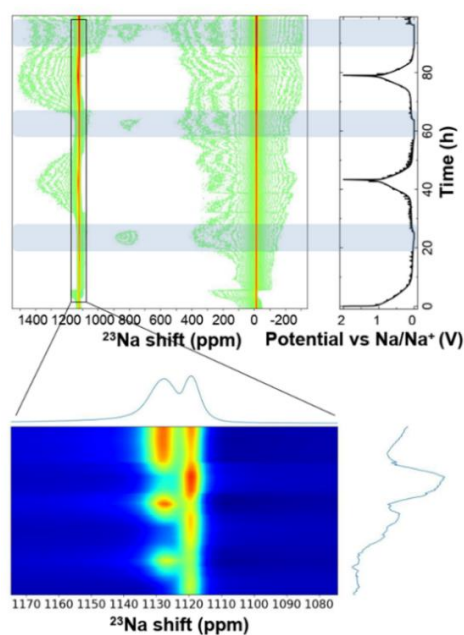 80
60
40
20
0
Time (h)
1400 1200 1000 800 600 400 200 0 -200
2 1 0
²³Na shift (ppm)
Potential vs Na/Na⁺ (V)
1170 1160 1150 1140 1130 1120 1110 1100 1090 1080
²³Na shift (ppm)